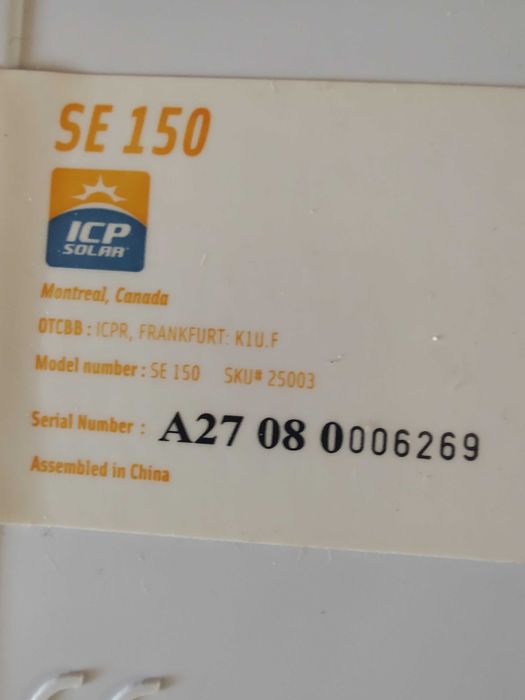 SE 150
ICP
SOLAR
Montreal, Canada
OTCBB : ICPR, FRANKFURT: K1U.F
Model number : SE 150 SKU# 25003
Serial Number : A27 08 0006269
Assembled in China